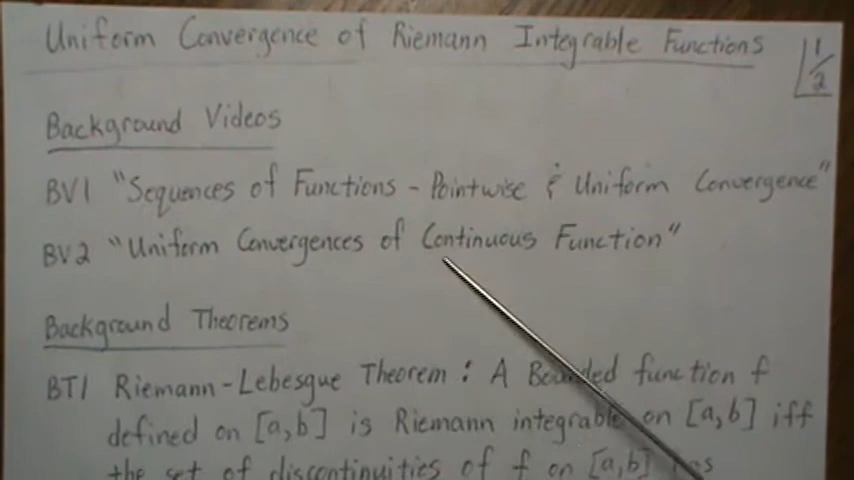 Uniform Convergence of Riemann Integrable Functions
1/2
Background Videos
BV1 "Sequences of Functions - Pointwise & Uniform Convergence"
BV2 "Uniform Convergences of Continuous Function"
Background Theorems
BT1 Riemann-Lebesgue Theorem: A Bounded function f
defined on [a,b] is Riemann integrable on [a,b] iff
the set of discontinuities of f on [a,b] has